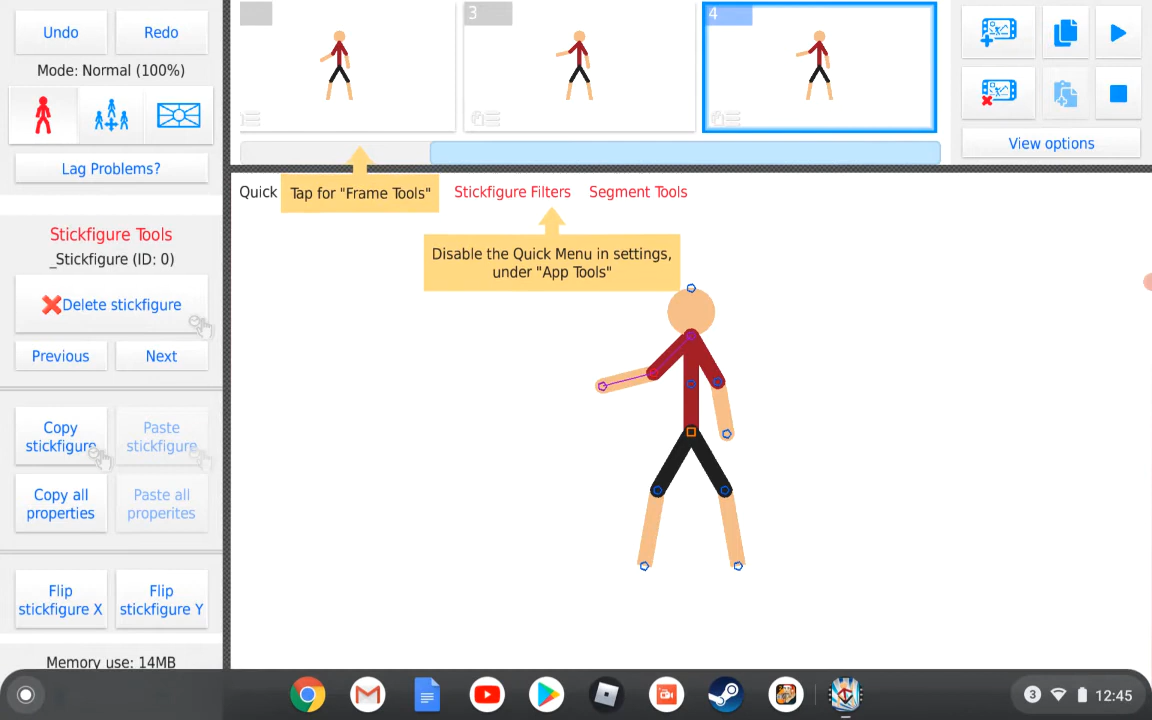 Undo
Redo
Mode: Normal (100%)
Lag Problems?
Stickfigure Tools
_Stickfigure (ID: 0)
Delete stickfigure
Previous
Next
Copy
stickfigure
Paste
stickfigure
Copy all
properties
Paste all
properites
Flip
stickfigure X
Flip
stickfigure Y
Memory use: 14MB
3
4
View options
Quick
Tap for "Frame Tools"
Stickfigure Filters
Segment Tools
Disable the Quick Menu in settings,
under "App Tools"
3
12:45